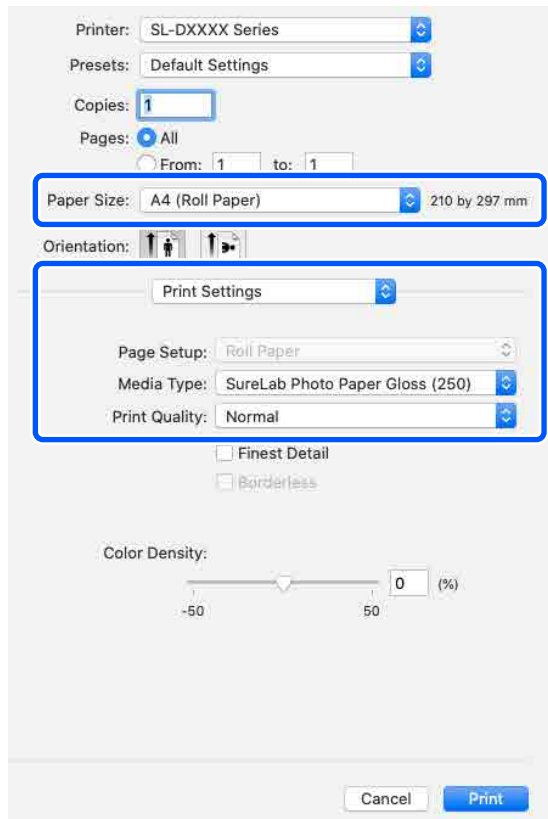 Printer: SL-DXXXX Series
Presets: Default Settings
Copies: 1
Pages: All
From: 1 to: 1
Paper Size: A4 (Roll Paper) 210 by 297 mm
Orientation:
Print Settings
Page Setup: Roll Paper
Media Type: SureLab Photo Paper Gloss (250)
Print Quality: Normal
Finest Detail
Borderless
Color Density:
0 (%)
-50 50
Cancel Print